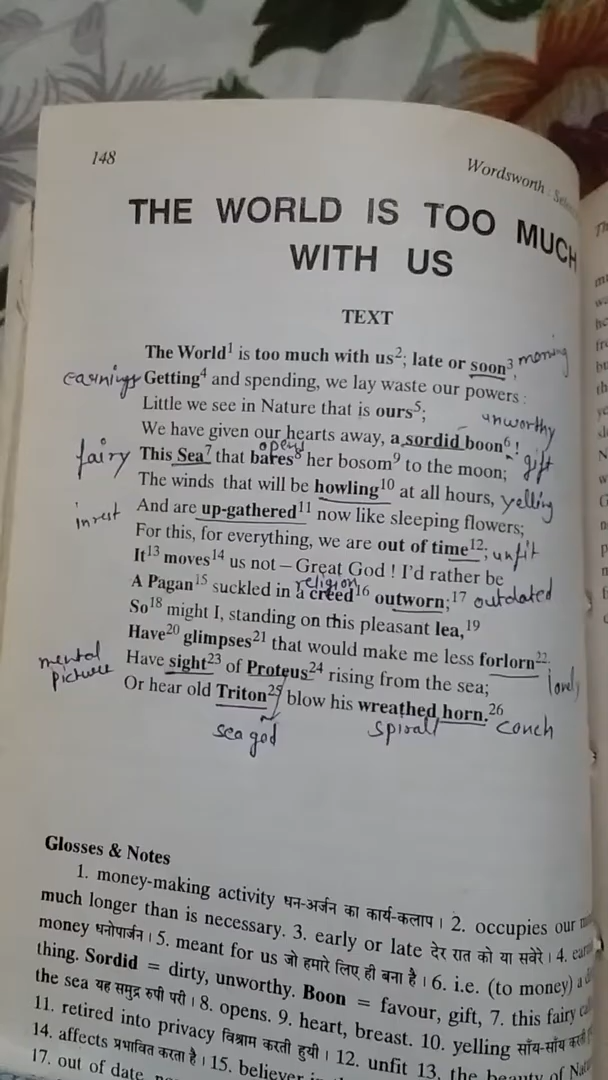 148
Wordsworth :
THE WORLD IS TOO MUCH
WITH US
TEXT
The World1 is too much with us2; late or soon3, morning
earnings Getting4 and spending, we lay waste our powers :
Little we see in Nature that is ours5;
unworthy
We have given our hearts away, a sordid boon6 !
opens gift
fairy This Sea7 that bares8 her bosom9 to the moon;
The winds that will be howling10 at all hours, yelling
in rest And are up-gathered11 now like sleeping flowers;
For this, for everything, we are out of time12; unfit
It13 moves14 us not – Great God ! I'd rather be
religion
A Pagan15 suckled in a creed16 outworn;17 outdated
So18 might I, standing on this pleasant lea,19
Have20 glimpses21 that would make me less forlorn22.
mental picture Have sight23 of Proteus24 rising from the sea; lonely
Or hear old Triton25 blow his wreathed horn.26
sea god spirall conch
Glosses & Notes
1. money-making activity धन-अर्जन का कार्य-कलाप । 2. occupies our
much longer than is necessary. 3. early or late देर रात को या सवेरे । 4.
money धनोपार्जन । 5. meant for us जो हमारे लिए ही बना है । 6. i.e. (to money) a
thing. Sordid = dirty, unworthy. Boon = favour, gift, 7. this fairy
the sea यह समुद्र रुपी परी । 8. opens. 9. heart, breast. 10. yelling साँय-साँय करती
11. retired into privacy विश्राम करती हुयी । 12. unfit 13. the beauty of
14. affects प्रभावित करता है । 15. believer
17. out of date,